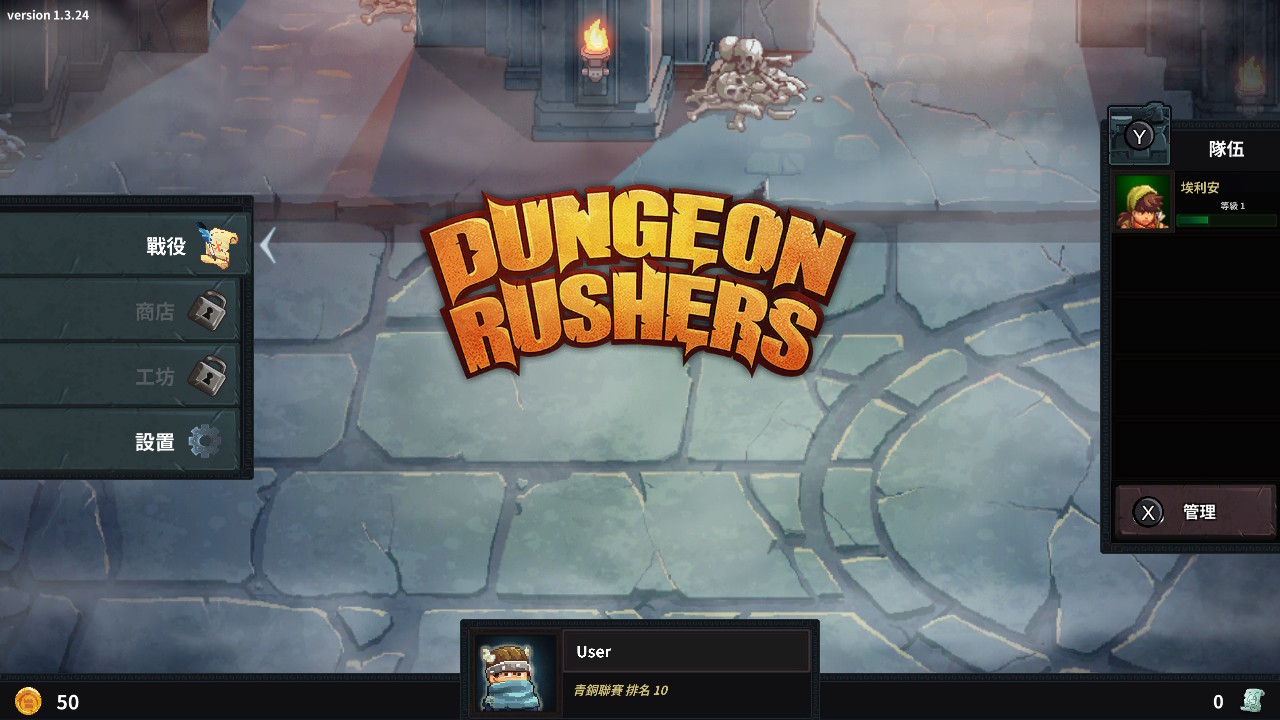 version 1.3.24
DUNGEON
RUSHERS
戰役
商店
工坊
設置
Y
隊伍
埃利安
等級 1
X
管理
User
青銅聯賽 排名 10
50
0